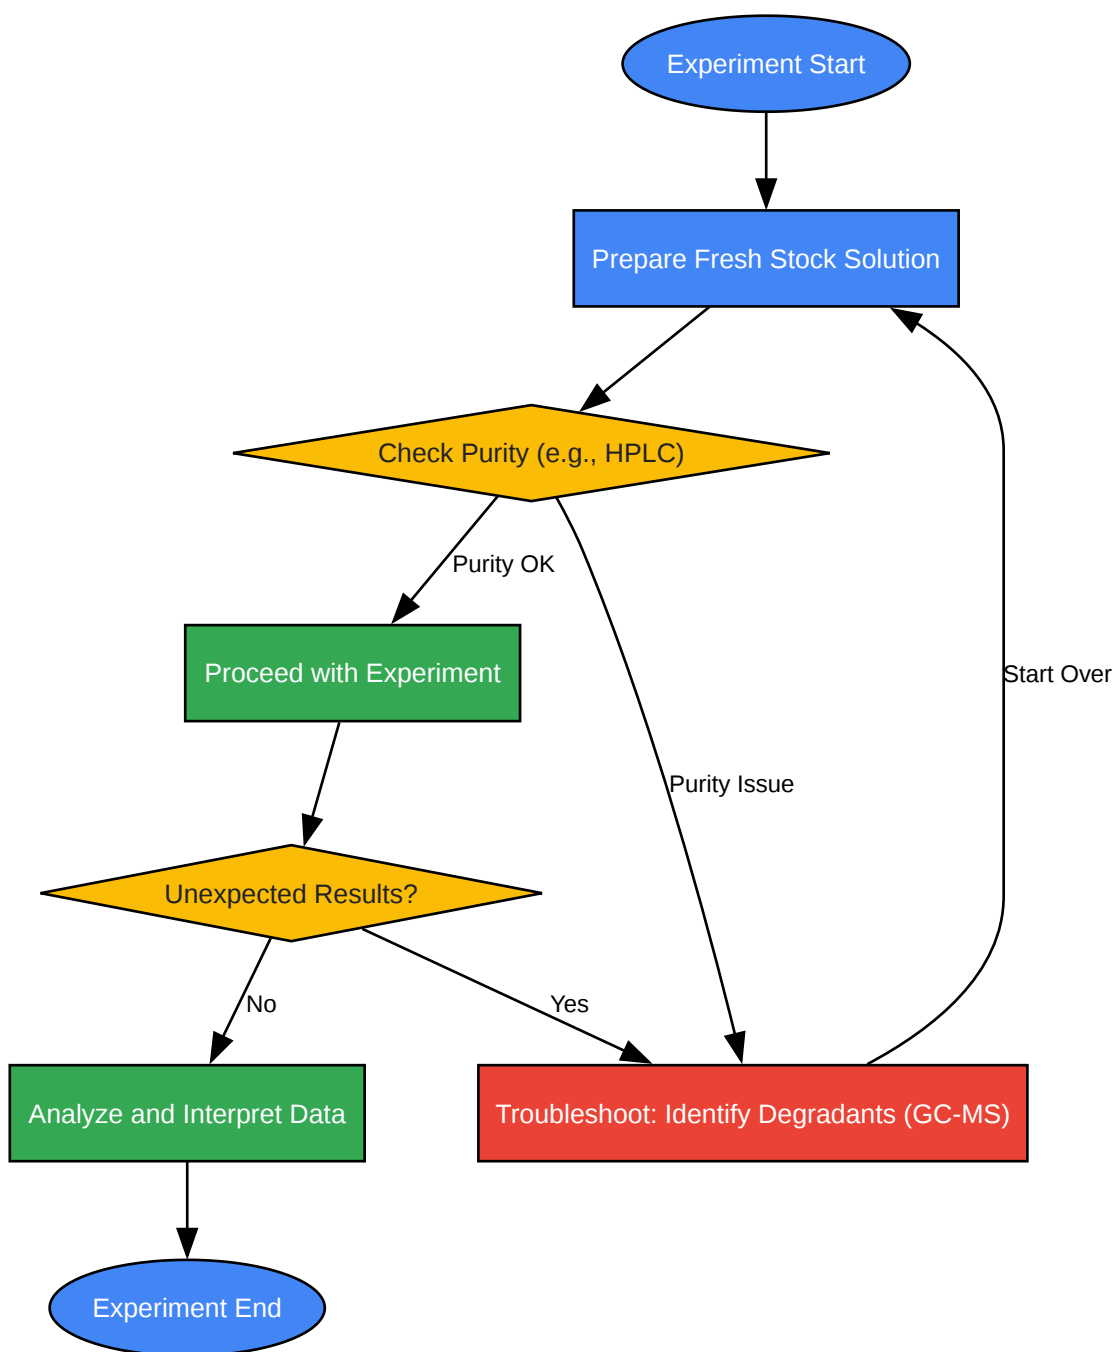 Experiment Start
Prepare Fresh Stock Solution
Check Purity (e.g., HPLC)
Purity OK
Proceed with Experiment
Start Over
Purity Issue
Unexpected Results?
No
Yes
Analyze and Interpret Data
Troubleshoot: Identify Degradants (GC-MS)
Experiment End